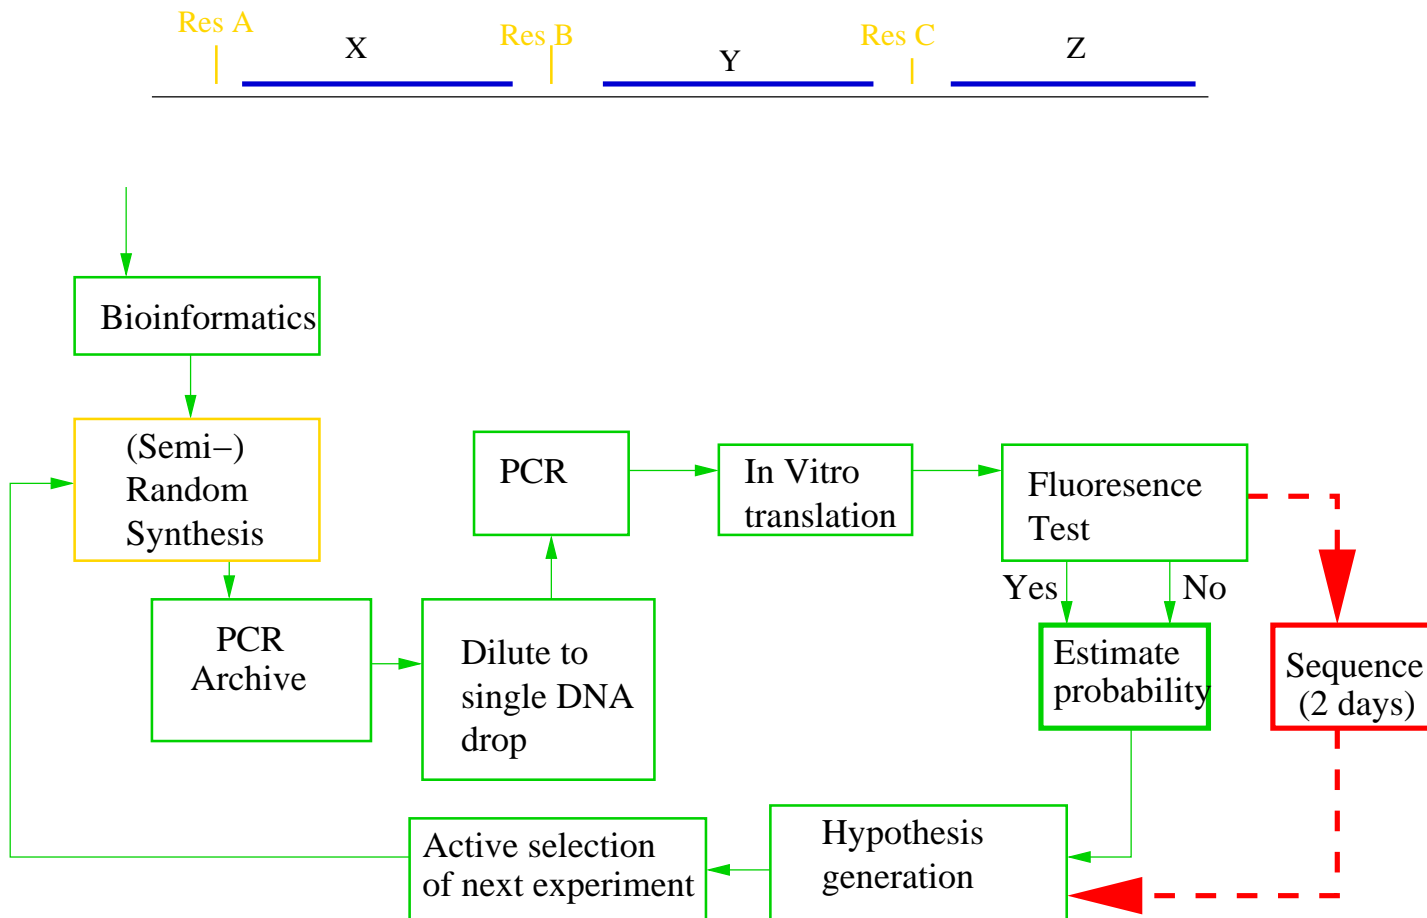 Res A
X
Res B
Y
Res C
Z
Bioinformatics
(Semi−)
Random
Synthesis
PCR
Archive
Dilute to
single DNA
drop
PCR
In Vitro
translation
Fluoresence
Test
Yes
No
Estimate
probability
Sequence
(2 days)
Hypothesis
generation
Active selection
of next experiment